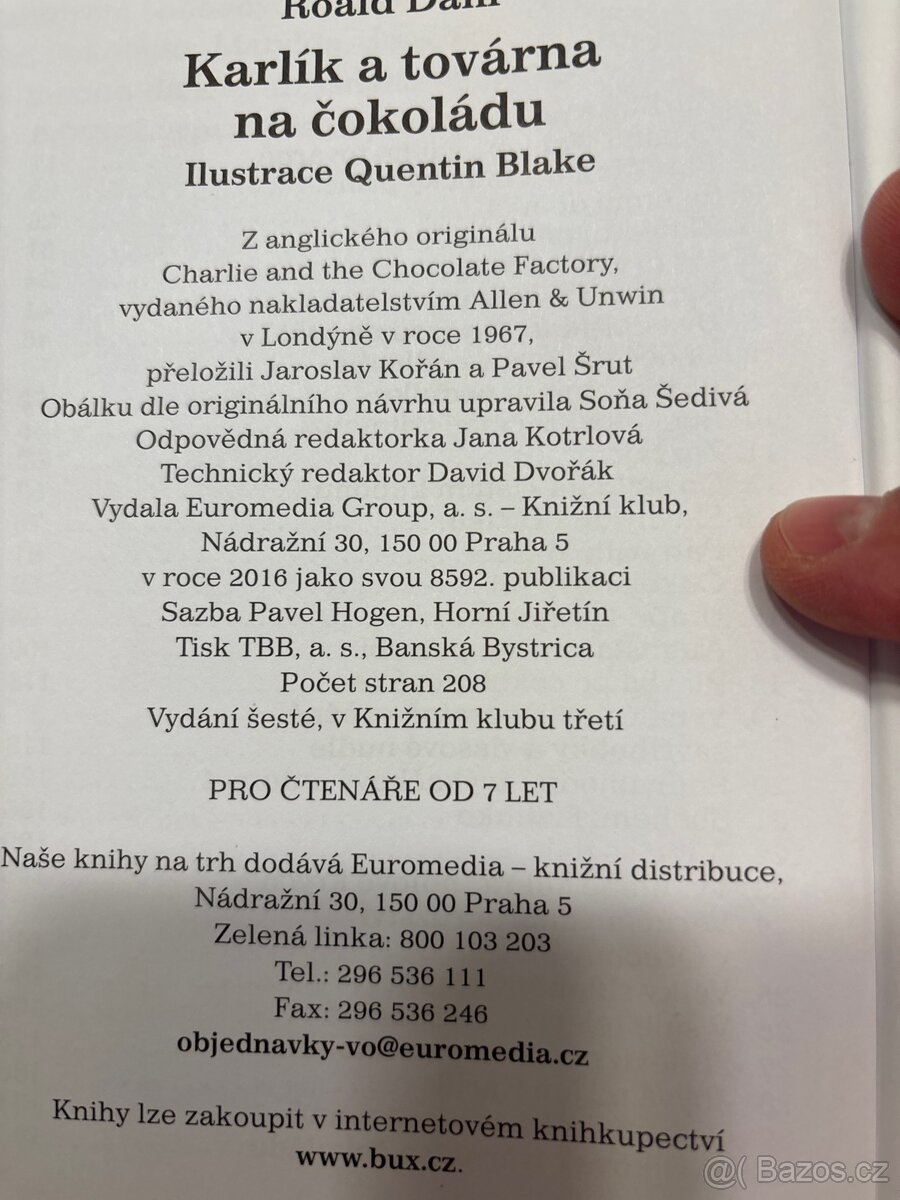 Roald Dahl
Karlík a továrna
na čokoládu
Ilustrace Quentin Blake
Z anglického originálu
Charlie and the Chocolate Factory,
vydaného nakladatelstvím Allen & Unwin
v Londýně v roce 1967,
přeložili Jaroslav Kořán a Pavel Šrut
Obálku dle originálního návrhu upravila Soňa Šedivá
Odpovědná redaktorka Jana Kotrlová
Technický redaktor David Dvořák
Vydala Euromedia Group, a. s. – Knižní klub,
Nádražní 30, 150 00 Praha 5
v roce 2016 jako svou 8592. publikaci
Sazba Pavel Hogen, Horní Jiřetín
Tisk TBB, a. s., Banská Bystrica
Počet stran 208
Vydání šesté, v Knižním klubu třetí
PRO ČTENÁŘE OD 7 LET
Naše knihy na trh dodává Euromedia – knižní distribuce,
Nádražní 30, 150 00 Praha 5
Zelená linka: 800 103 203
Tel.: 296 536 111
Fax: 296 536 246
objednavky-vo@euromedia.cz
Knihy lze zakoupit v internetovém knihkupectví
www.bux.cz.
@( Bazos.cz